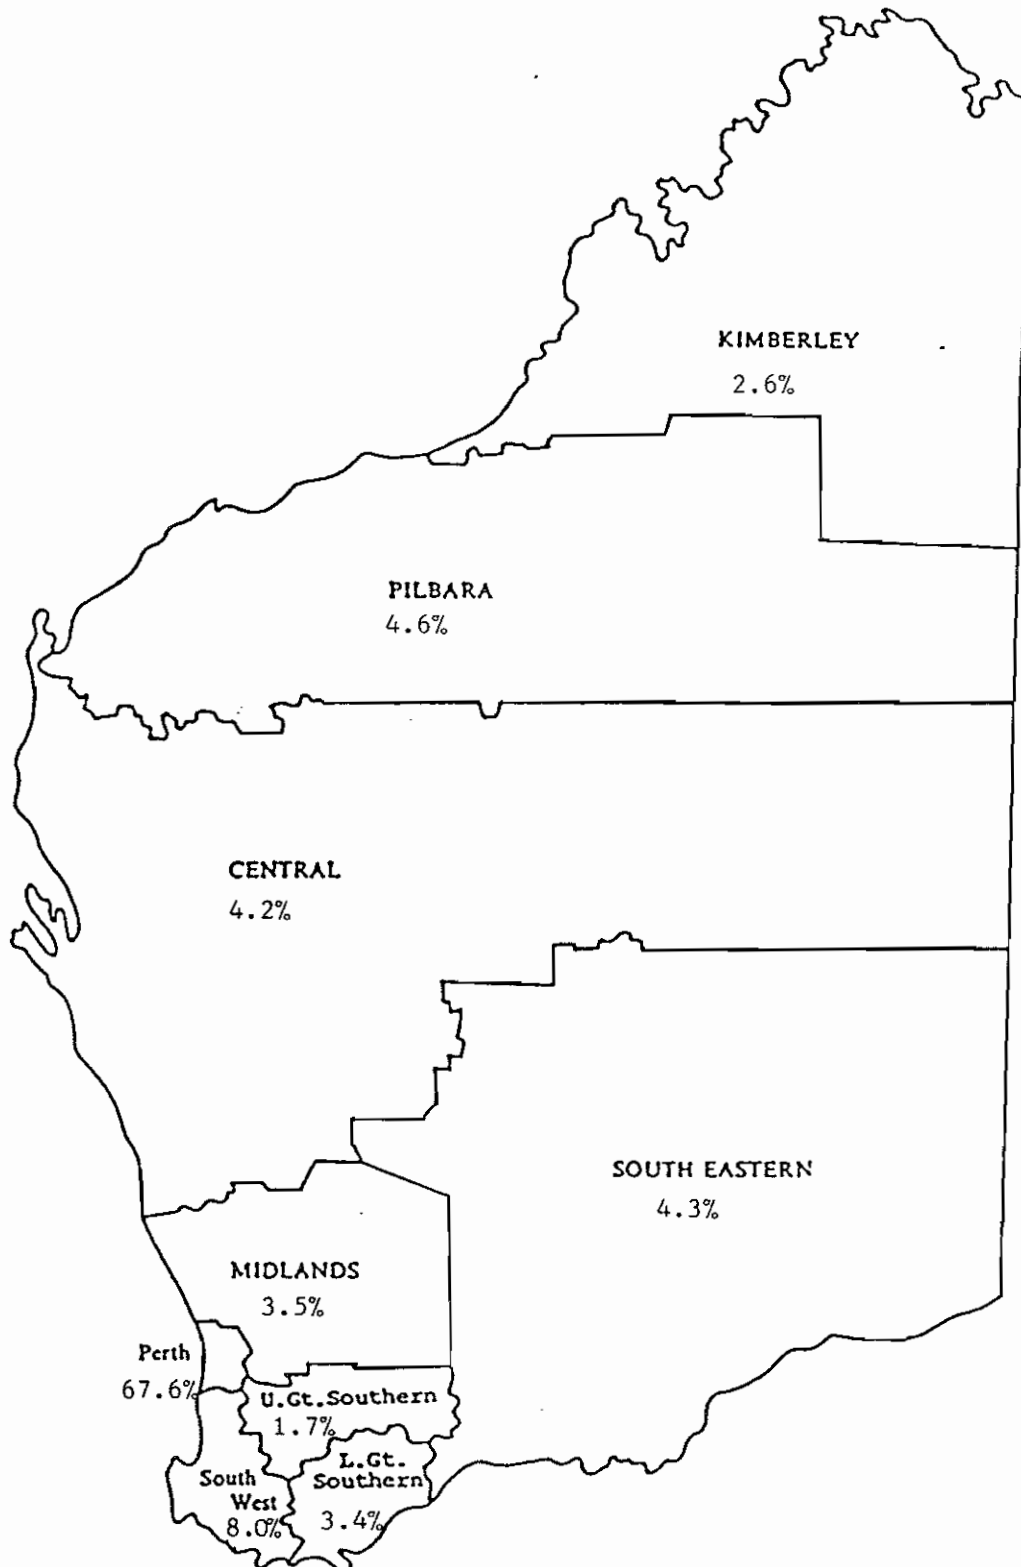 KIMBERLEY
2.6%
PILBARA
4.6%
CENTRAL
4.2%
SOUTH EASTERN
4.3%
MIDLANDS
3.5%
Perth
67.6%
U.Gt.Southern
1.7%
L.Gt.
Southern
3.4%
South
West
8.0%